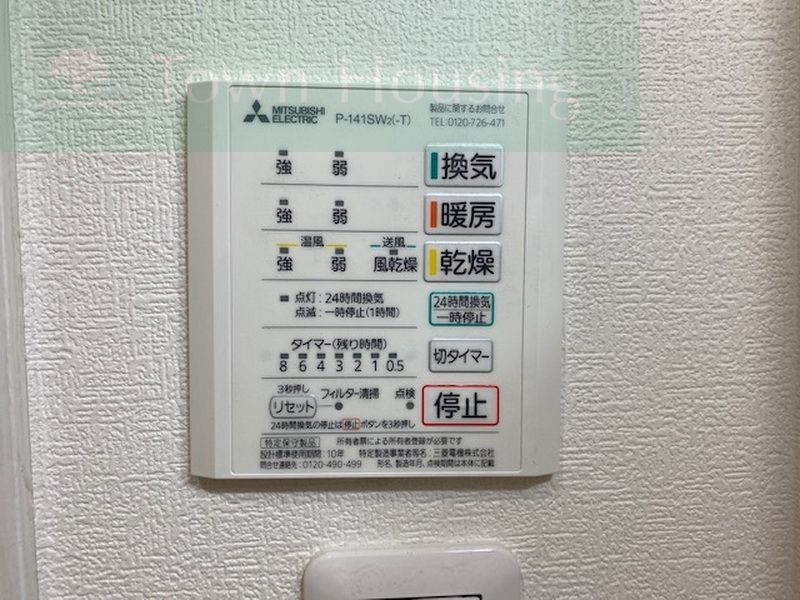 Town Housing
MITSUBISHI ELECTRIC P-141SW2(-T)
製品に関するお問合せ
TEL:0120-726-471
強 弱 換気
強 弱 暖房
温風 送風
強 弱 風乾燥 乾燥
点灯:24時間換気
点滅:一時停止(1時間)
24時間換気
一時停止
タイマー(残り時間)
8 6 4 3 2 1 0.5
切タイマー
3秒押し
リセット フィルター清掃 点検
停止
24時間換気の停止は停止ボタンを3秒押し
特定保守製品 所有者票による所有者登録が必要です
設計標準使用期間:10年 特定製造事業者等名:三菱電機株式会社
問合せ連絡先:0120-490-499 形名、製造年月、点検期間は本体に記載